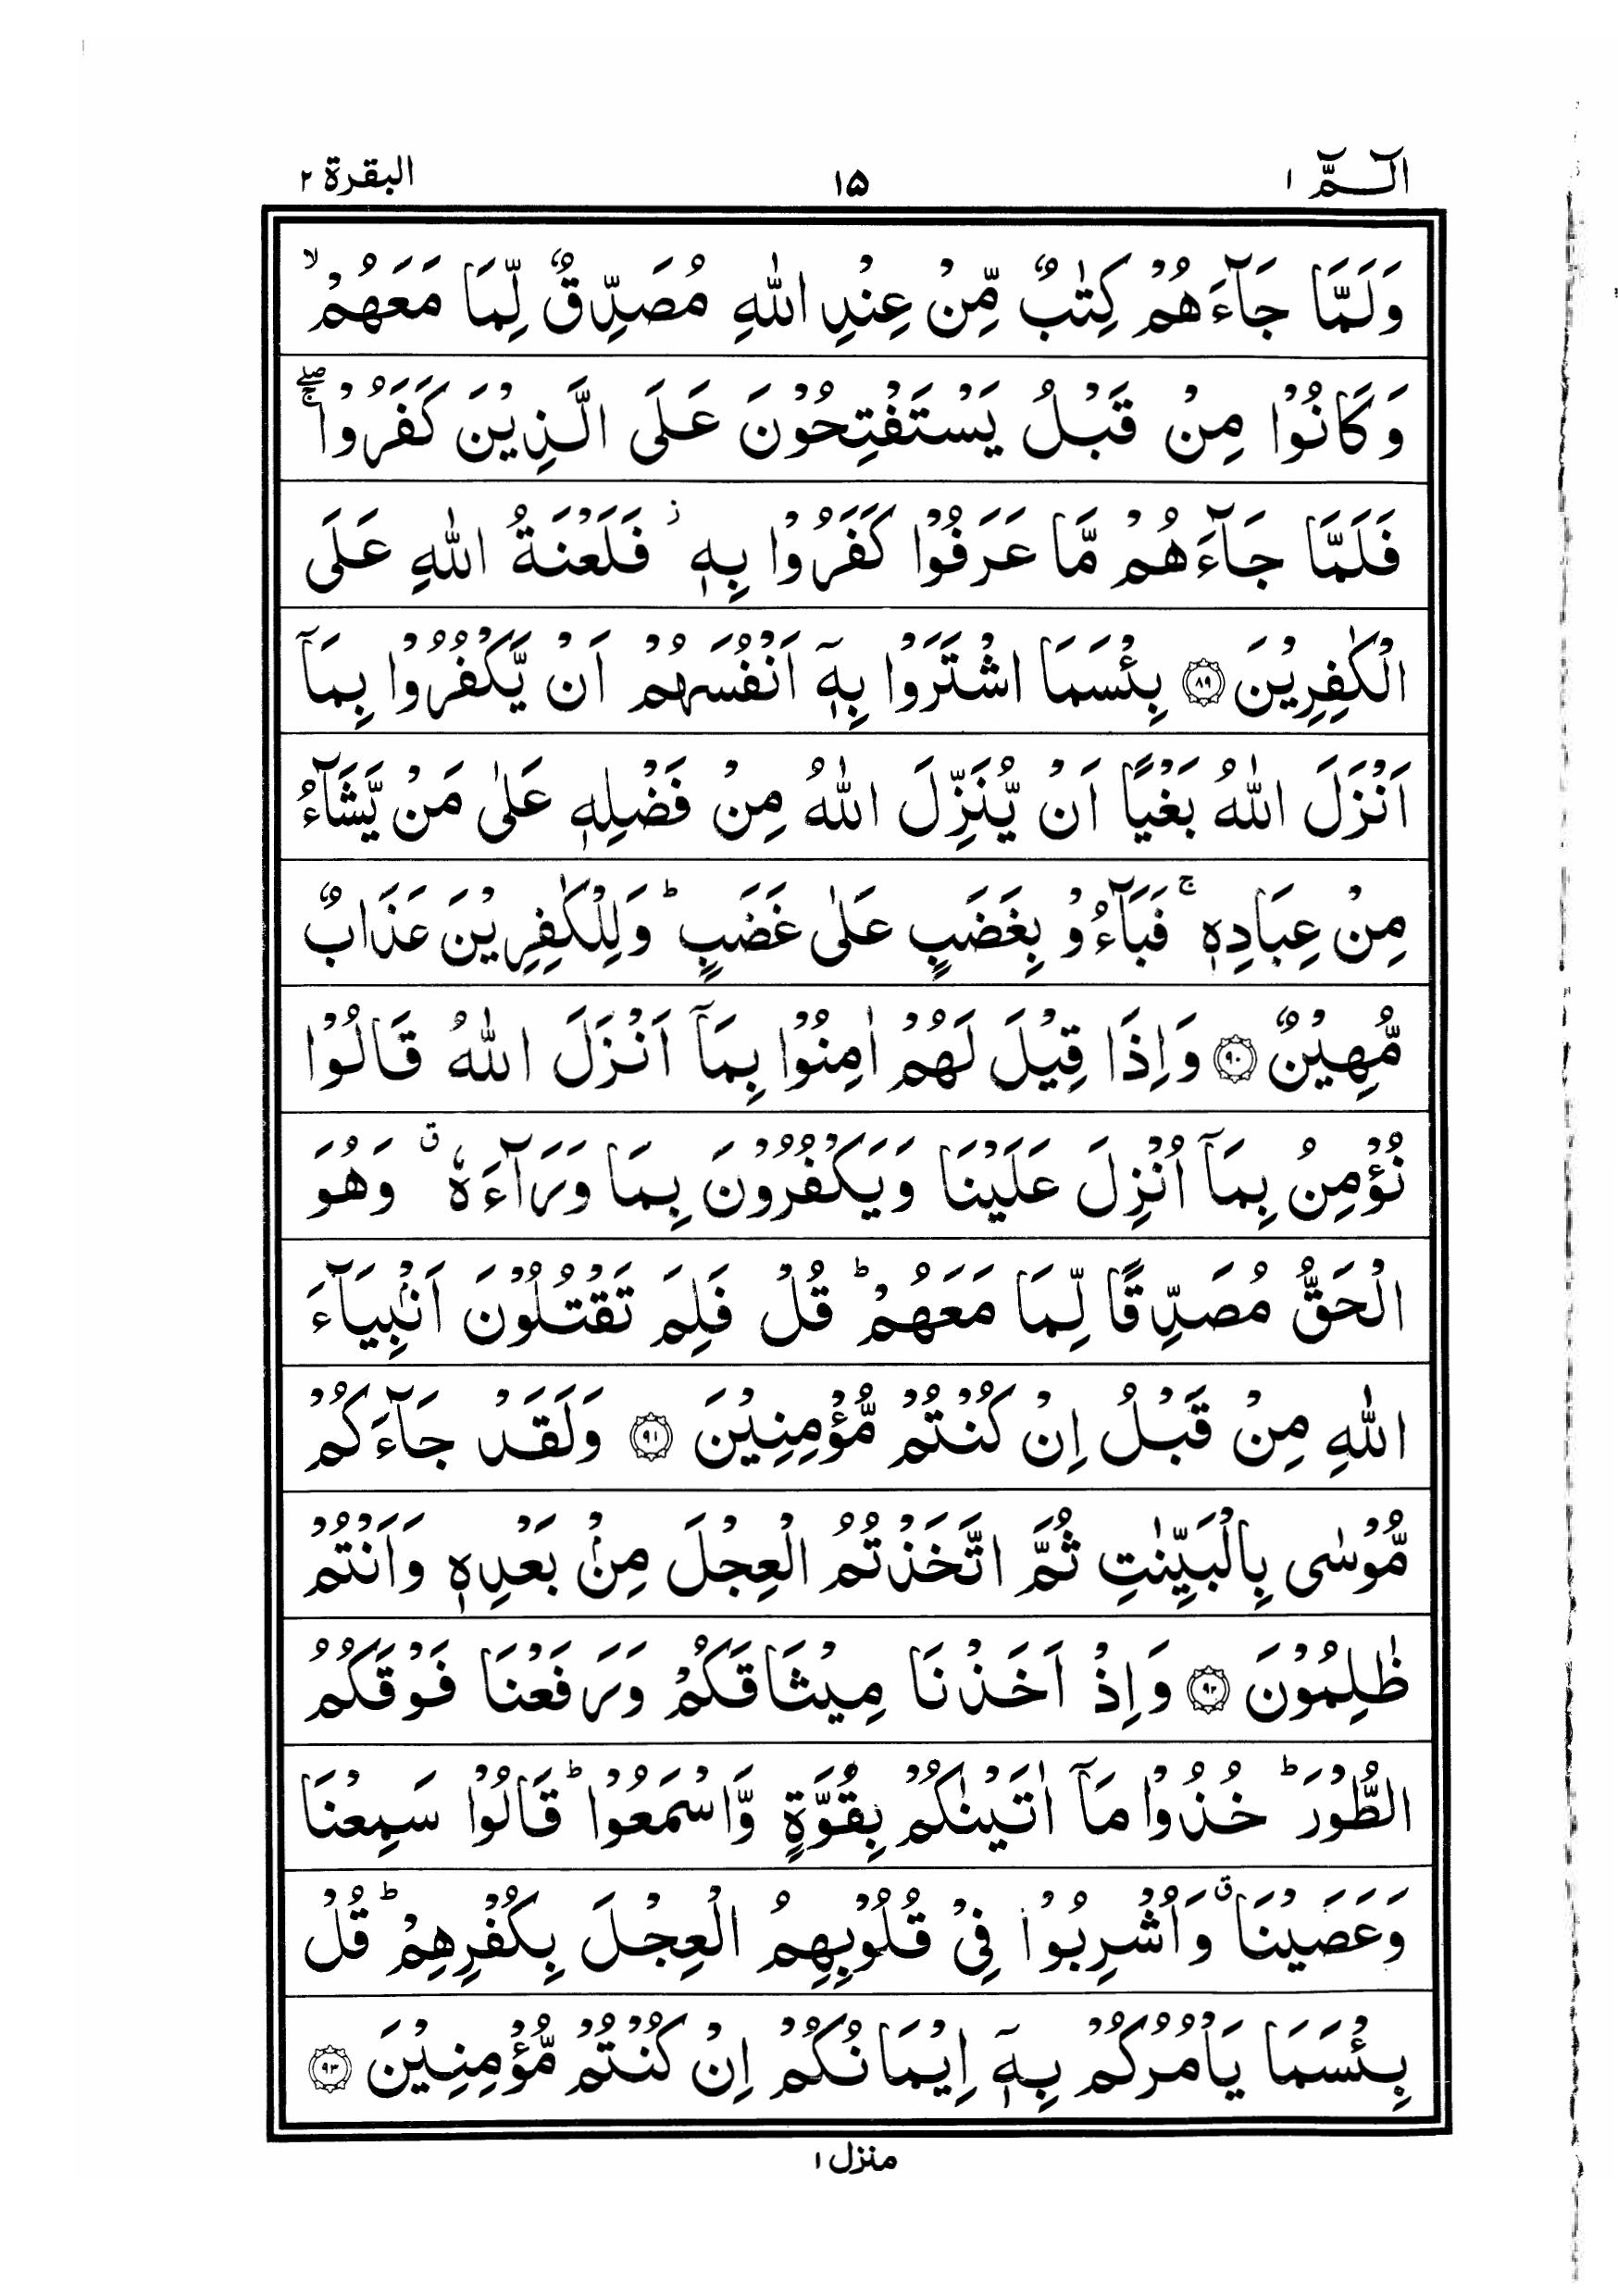 الٓـمّٓ ١ ١٥ البقرة ٢
وَلَمَّا جَآءَهُمْ كِتٰبٌ مِّنْ عِنْدِ اللّٰهِ مُصَدِّقٌ لِّمَا مَعَهُمْ ۙ
وَكَانُوْا مِنْ قَبْلُ يَسْتَفْتِحُوْنَ عَلَى الَّذِيْنَ كَفَرُوْا ۖۚ
فَلَمَّا جَآءَهُمْ مَّا عَرَفُوْا كَفَرُوْا بِهٖ ؗ فَلَعْنَةُ اللّٰهِ عَلَى
الْكٰفِرِيْنَ ۝٨٩ بِئْسَمَا اشْتَرَوْا بِهٖۤ اَنْفُسَهُمْ اَنْ يَّكْفُرُوْا بِمَاۤ
اَنْزَلَ اللّٰهُ بَغْيًا اَنْ يُّنَزِّلَ اللّٰهُ مِنْ فَضْلِهٖ عَلٰى مَنْ يَّشَآءُ
مِنْ عِبَادِهٖ ۚ فَبَآءُوْ بِغَضَبٍ عَلٰى غَضَبٍ ؕ وَلِلْكٰفِرِيْنَ عَذَابٌ
مُّهِيْنٌ ۝٩٠ وَاِذَا قِيْلَ لَهُمْ اٰمِنُوْا بِمَاۤ اَنْزَلَ اللّٰهُ قَالُوْا
نُؤْمِنُ بِمَاۤ اُنْزِلَ عَلَيْنَا وَيَكْفُرُوْنَ بِمَا وَرَآءَهٗ ۗ وَهُوَ
الْحَقُّ مُصَدِّقًا لِّمَا مَعَهُمْ ؕ قُلْ فَلِمَ تَقْتُلُوْنَ اَنْۢبِيَآءَ
اللّٰهِ مِنْ قَبْلُ اِنْ كُنْتُمْ مُّؤْمِنِيْنَ ۝٩١ وَلَقَدْ جَآءَكُمْ
مُّوْسٰى بِالْبَيِّنٰتِ ثُمَّ اتَّخَذْتُمُ الْعِجْلَ مِنْۢ بَعْدِهٖ وَاَنْتُمْ
ظٰلِمُوْنَ ۝٩٢ وَاِذْ اَخَذْنَا مِيْثَاقَكُمْ وَرَفَعْنَا فَوْقَكُمُ
الطُّوْرَ ؕ خُذُوْا مَاۤ اٰتَيْنٰكُمْ بِقُوَّةٍ وَّاسْمَعُوْا ؕ قَالُوْا سَمِعْنَا
وَعَصَيْنَا ۗ وَاُشْرِبُوْا فِيْ قُلُوْبِهِمُ الْعِجْلَ بِكُفْرِهِمْ ؕ قُلْ
بِئْسَمَا يَاْمُرُكُمْ بِهٖۤ اِيْمَانُكُمْ اِنْ كُنْتُمْ مُّؤْمِنِيْنَ ۝٩٣
منزل ١